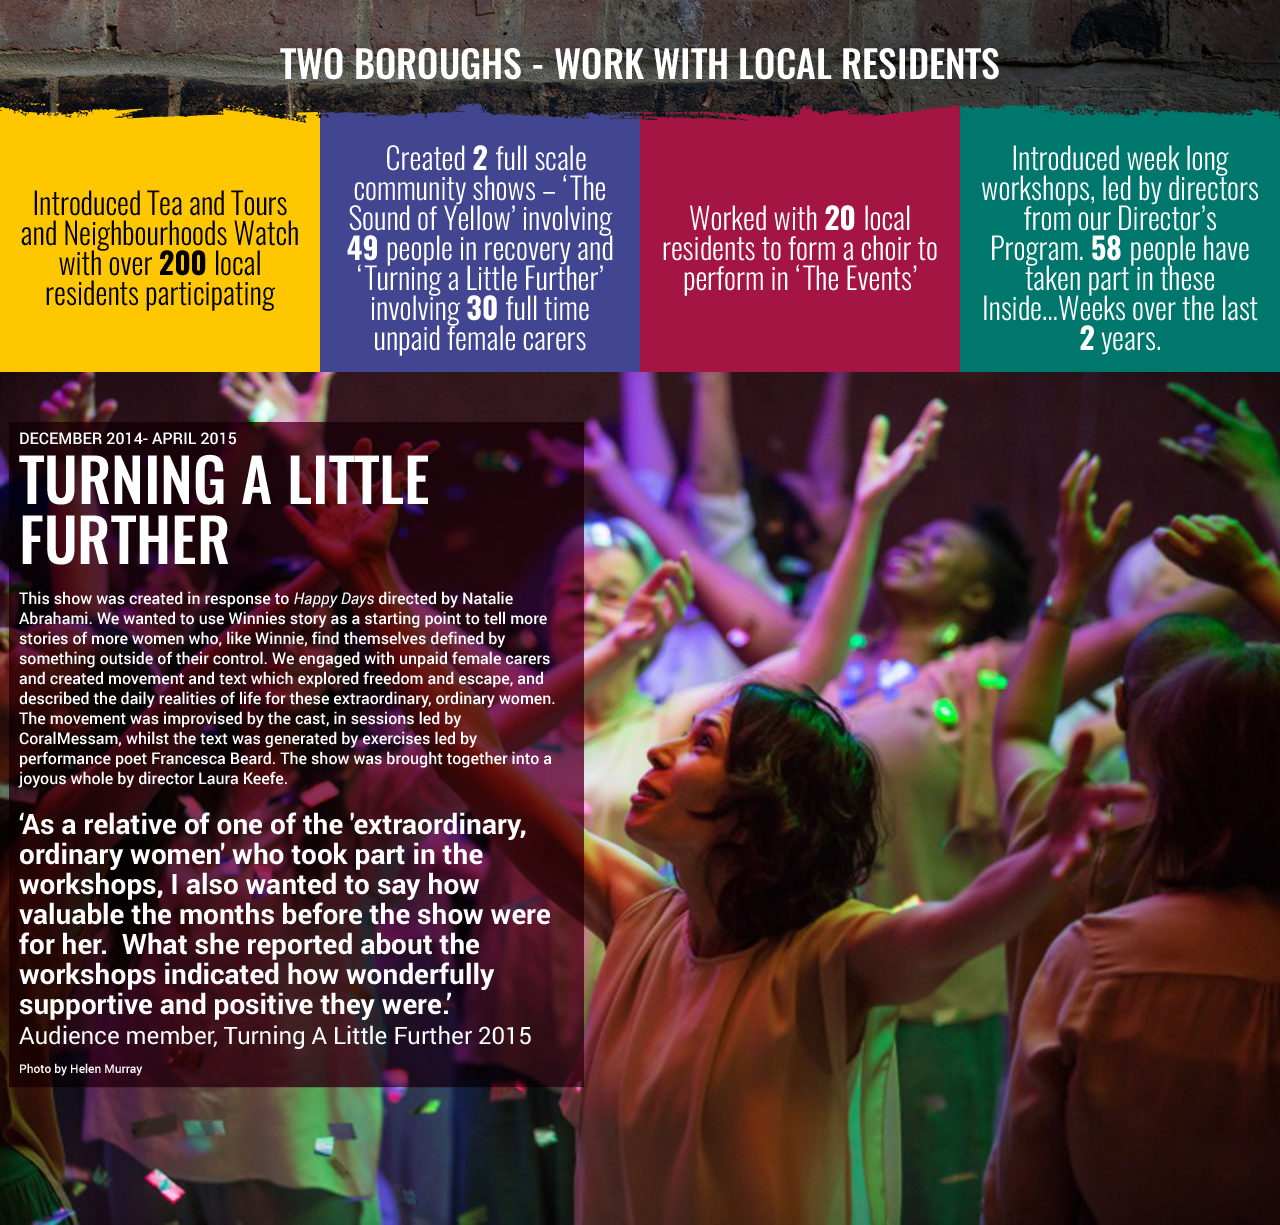 TWO BOROUGHS - WORK WITH LOCAL RESIDENTS
Introduced Tea and Tours
and Neighbourhoods Watch
with over 200 local
residents participating
Created 2 full scale
community shows – ‘The
Sound of Yellow’ involving
49 people in recovery and
‘Turning a Little Further’
involving 30 full time
unpaid female carers
Worked with 20 local
residents to form a choir to
perform in ‘The Events’
Introduced week long
workshops, led by directors
from our Director’s
Program. 58 people have
taken part in these
Inside...Weeks over the last
2 years.
DECEMBER 2014- APRIL 2015
TURNING A LITTLE
FURTHER
This show was created in response to Happy Days directed by Natalie
Abrahami. We wanted to use Winnies story as a starting point to tell more
stories of more women who, like Winnie, find themselves defined by
something outside of their control. We engaged with unpaid female carers
and created movement and text which explored freedom and escape, and
described the daily realities of life for these extraordinary, ordinary women.
The movement was improvised by the cast, in sessions led by
CoralMessam, whilst the text was generated by exercises led by
performance poet Francesca Beard. The show was brought together into a
joyous whole by director Laura Keefe.
‘As a relative of one of the 'extraordinary,
ordinary women' who took part in the
workshops, I also wanted to say how
valuable the months before the show were
for her.  What she reported about the
workshops indicated how wonderfully
supportive and positive they were.’
Audience member, Turning A Little Further 2015
Photo by Helen Murray